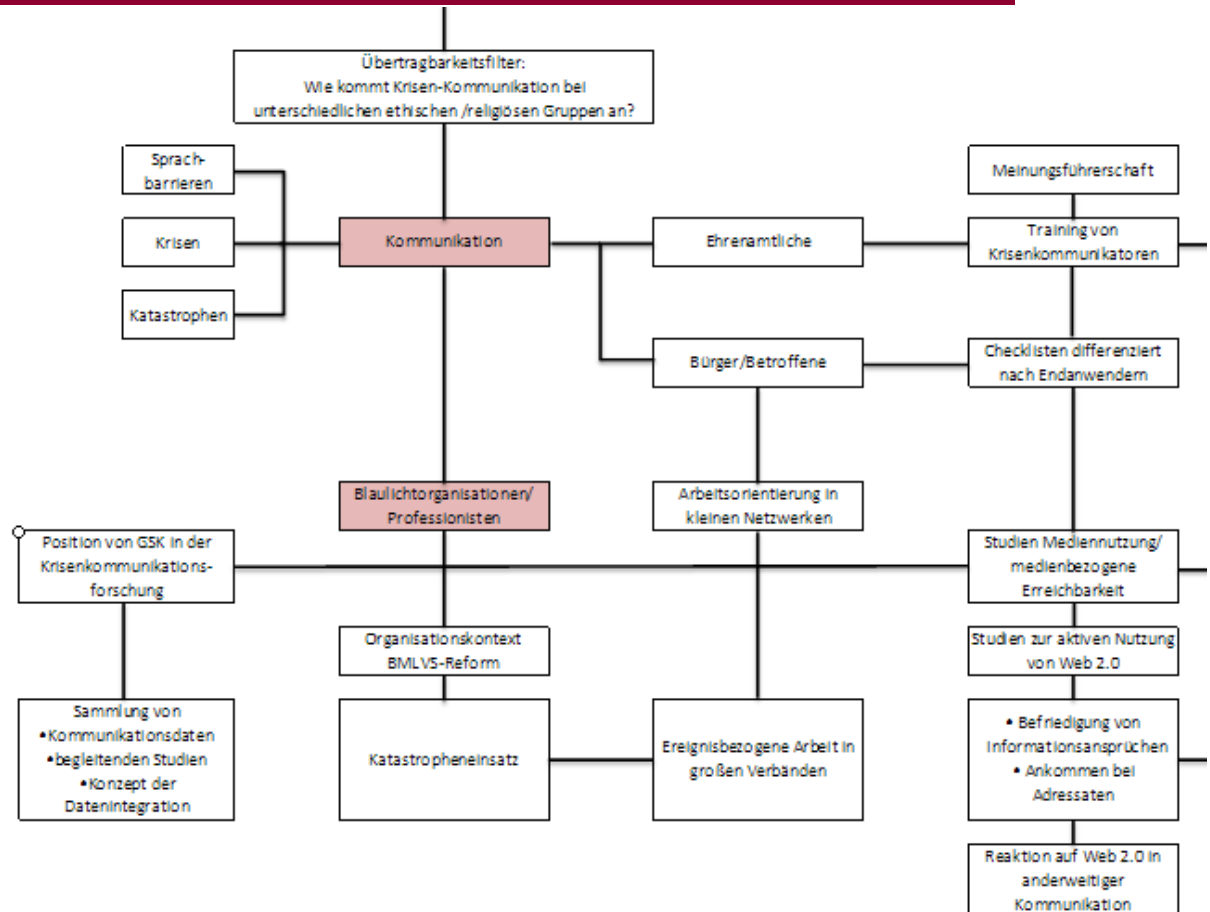 Übertragbarkeitsfilter:
Wie kommt Krisen-Kommunikation bei
unterschiedlichen ethischen /religiösen Gruppen an?
Sprach-
barrieren
Krisen
Katastrophen
Kommunikation
Ehrenamtliche
Bürger/Betroffene
Meinungsführerschaft
Training von
Krisenkommunikatoren
Checklisten differenziert
nach Endanwendern
Blaulichtorganisationen/
Professionisten
Arbeitsorientierung in
kleinen Netzwerken
Position von GSK in der
Krisenkommunikations-
forschung
Studien Mediennutzung/
medienbezogene
Erreichbarkeit
Organisationskontext
BMLVS-Reform
Studien zur aktiven Nutzung
von Web 2.0
Sammlung von
•Kommunikationsdaten
•begleitenden Studien
•Konzept der
Datenintegration
Katastropheneinsatz
Ereignisbezogene Arbeit in
großen Verbänden
• Befriedigung von
Informationsansprüchen
• Ankommen bei
Adressaten
Reaktion auf Web 2.0 in
anderweitiger
Kommunikation